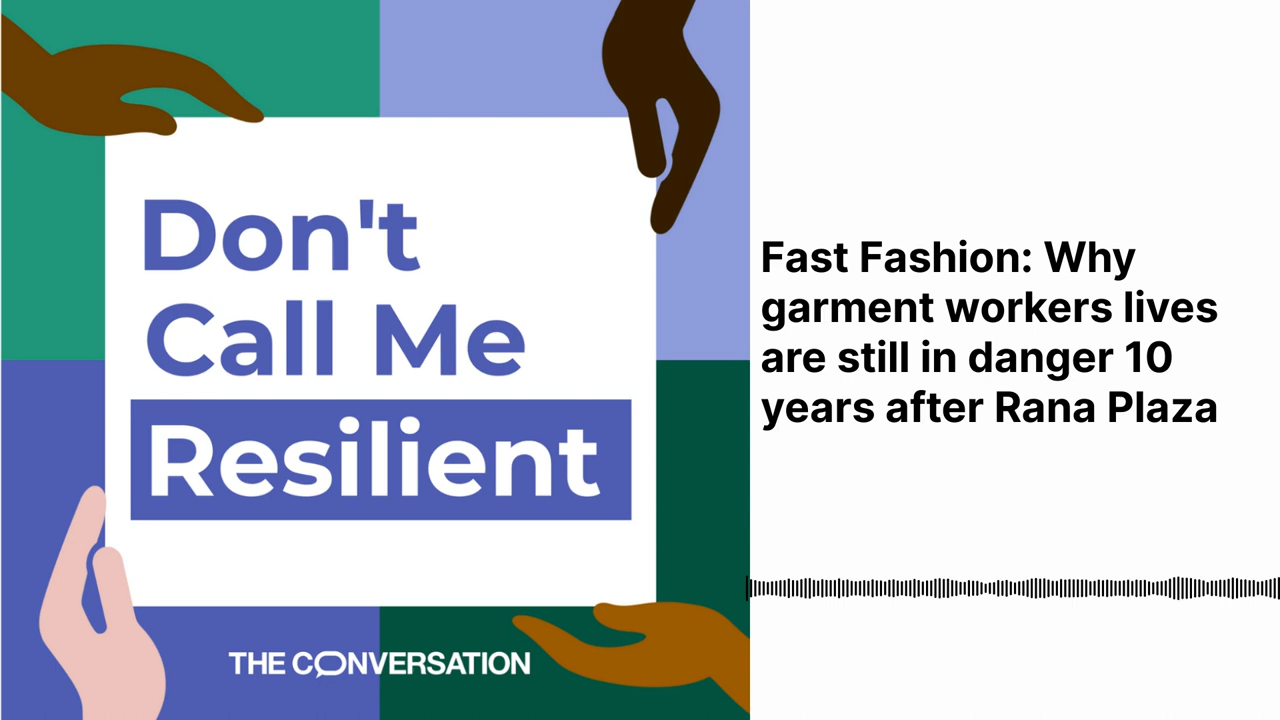 Don't
Call Me
Resilient
THE CONVERSATION
Fast Fashion: Why
garment workers lives
are still in danger 10
years after Rana Plaza